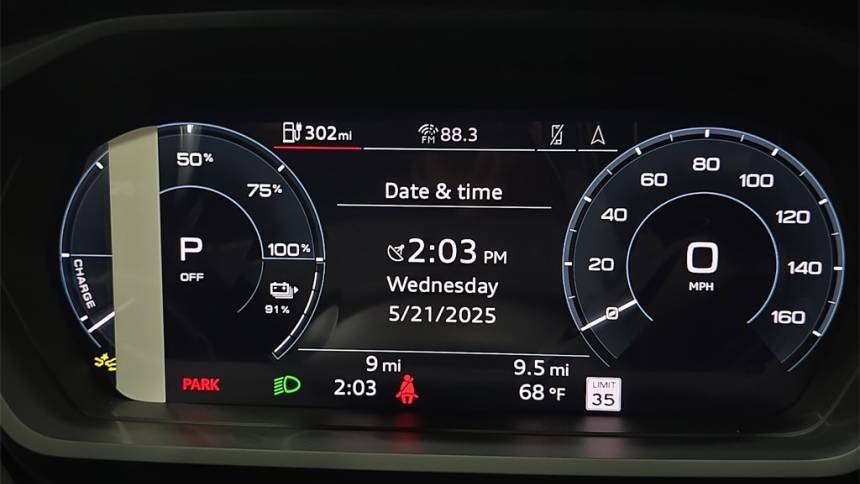 302mi
FM 88.3
50%
75%
100%
CHARGE
P
OFF
91%
Date & time
2:03 PM
Wednesday
5/21/2025
20
40
60
80
100
120
140
160
0
0
MPH
9 mi
9.5 mi
PARK
2:03
68 °F
LIMIT
35